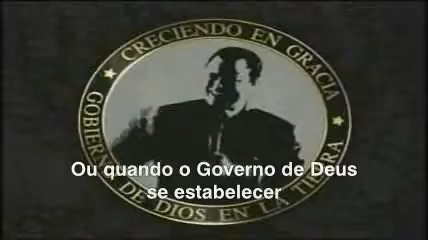 CRECIENDO EN GRACIA
GOBIERNO DE DIOS EN LA TIERRA
Ou quando o Governo de Deus
se estabelecer